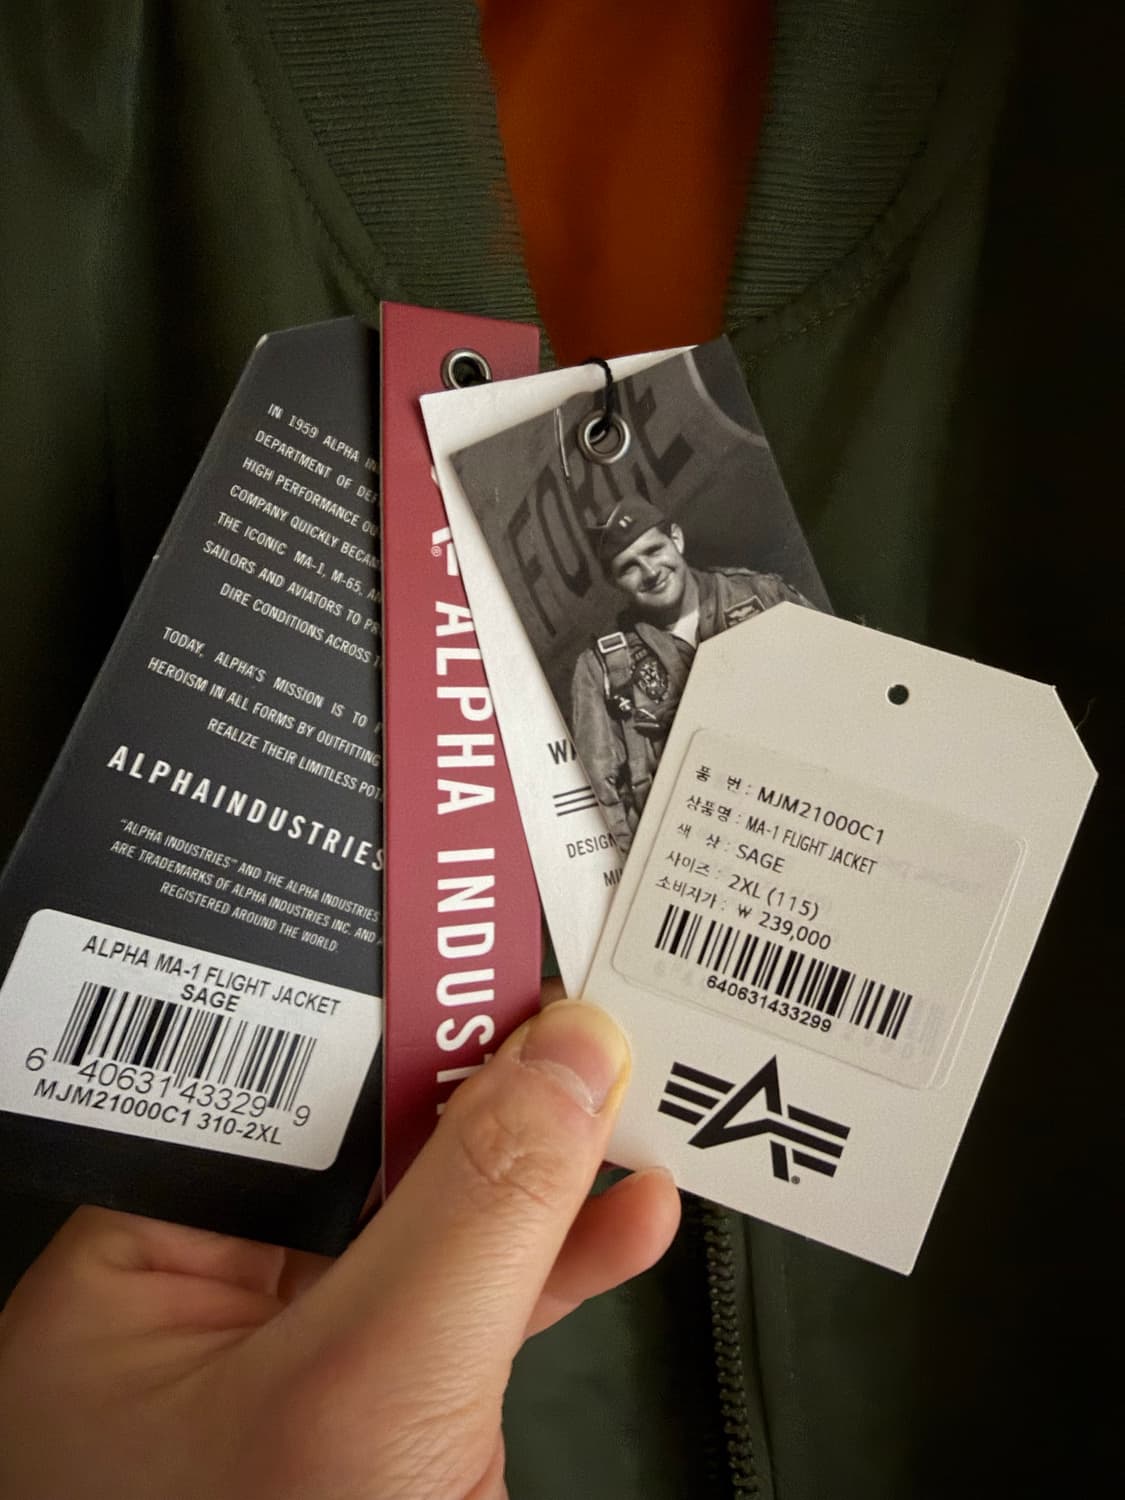 IN 1959 ALPHA
DEPARTMENT OF
HIGH PERFORMANCE
COMPANY QUICKLY
THE ICONIC MA-1, M-65,
SAILORS AND AVIATORS TO
DIRE CONDITIONS ACROSS
TODAY, ALPHA'S MISSION IS TO
HEROISM IN ALL FORMS BY OUTFITTING
REALIZE THEIR LIMITLESS
ALPHAINDUSTRIES
"ALPHA INDUSTRIES" AND THE ALPHA INDUSTRIES
ARE TRADEMARKS OF ALPHA INDUSTRIES INC. AND
REGISTERED AROUND THE WORLD.
ALPHA MA-1 FLIGHT JACKET
SAGE
6 40631 43329 9
MJM21000C1 310-2XL
® ALPHA INDUST
FORCE
DESIGN
품 번 : MJM21000C1
상품명 : MA-1 FLIGHT JACKET
색 상 : SAGE
사이즈 : 2XL (115)
소비자가 : ₩ 239,000
640631433299
®